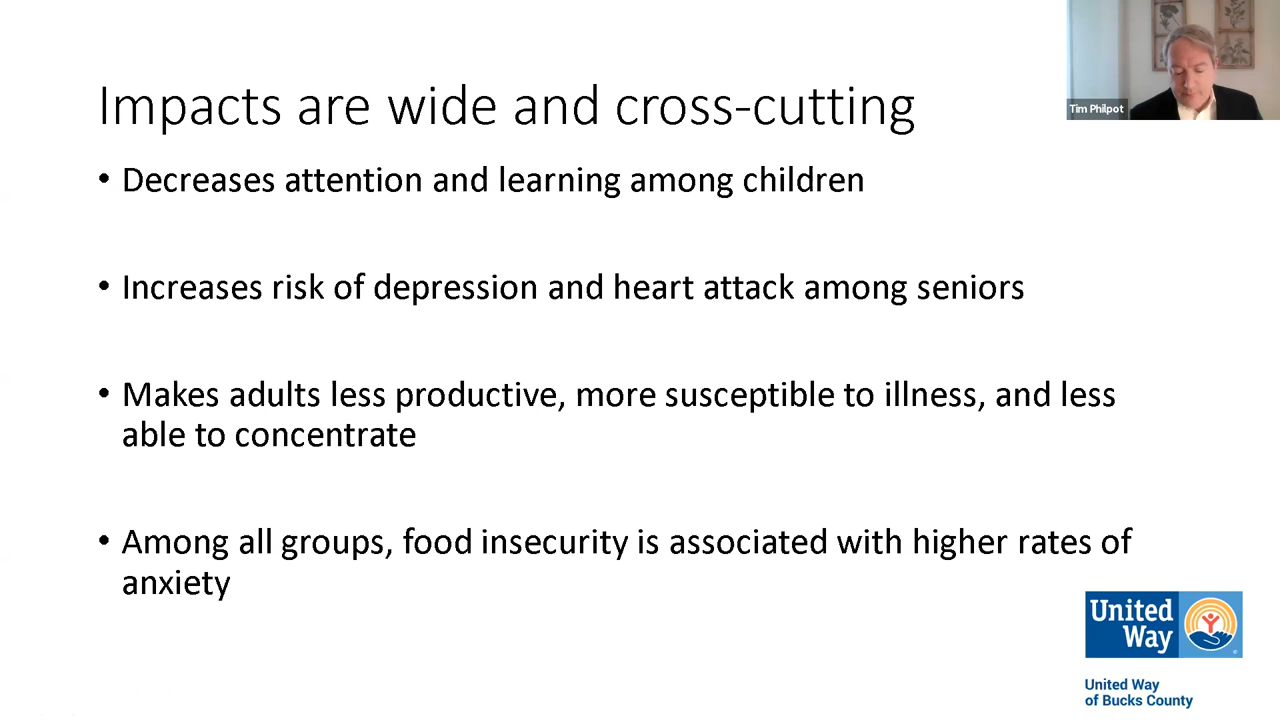 Impacts are wide and cross-cutting
Tim Philpot
• Decreases attention and learning among children
• Increases risk of depression and heart attack among seniors
• Makes adults less productive, more susceptible to illness, and less
able to concentrate
• Among all groups, food insecurity is associated with higher rates of
anxiety
United
Way
United Way
of Bucks County